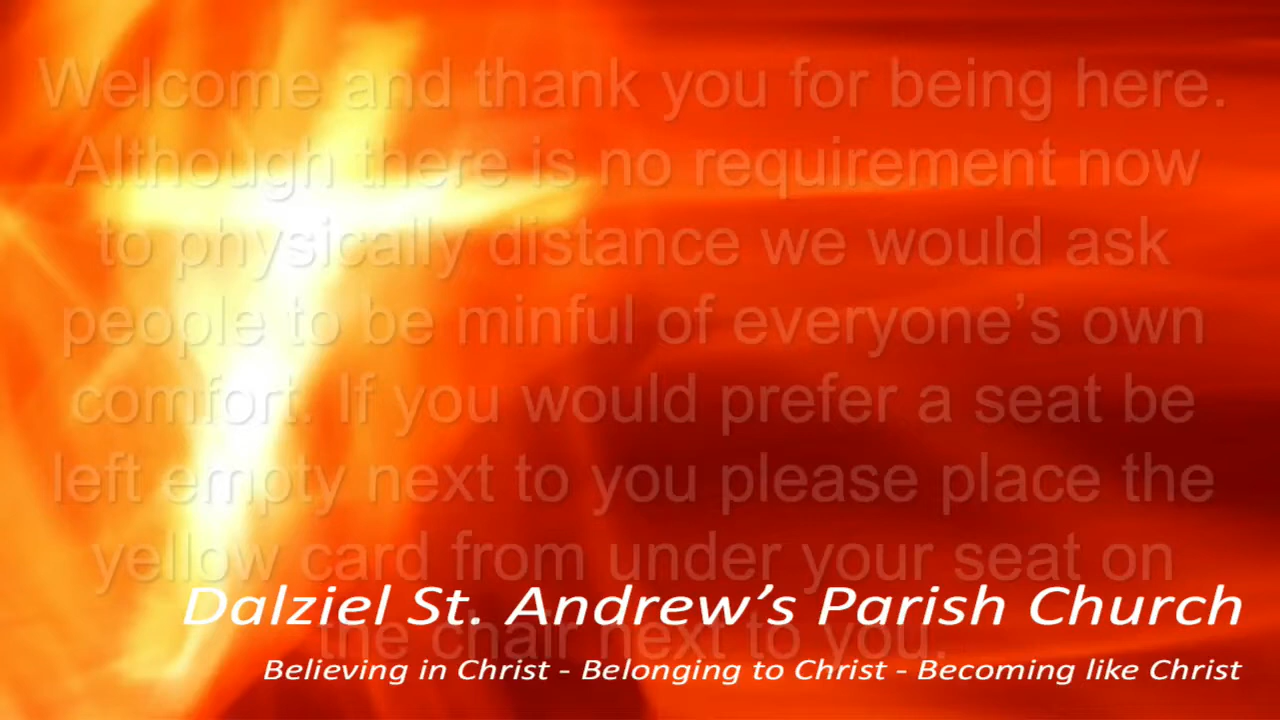 Welcome and thank you for being here.
Although there is no requirement now
to physically distance we would ask
people to be minful of everyone’s own
comfort. If you would prefer a seat be
left empty next to you please place the
yellow card from under your seat on
the chair next to you.
Dalziel St. Andrew’s Parish Church
Believing in Christ - Belonging to Christ - Becoming like Christ